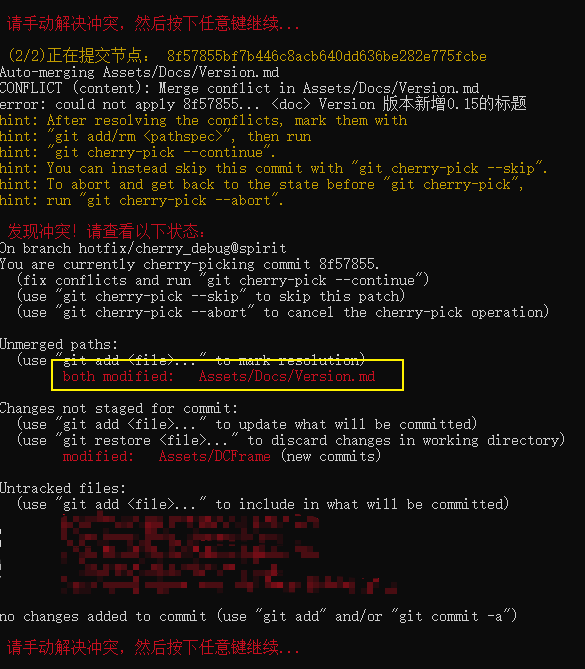 请手动解决冲突，然后按下任意键继续...
(2/2)正在提交节点： 8f57855bf7b446c8acb640dd636be282e775fcbe
Auto-merging Assets/Docs/Version.md
CONFLICT (content): Merge conflict in Assets/Docs/Version.md
error: could not apply 8f57855... <doc> Version 版本新增0.15的标题
hint: After resolving the conflicts, mark them with
hint: "git add/rm <pathspec>", then run
hint: "git cherry-pick --continue".
hint: You can instead skip this commit with "git cherry-pick --skip".
hint: To abort and get back to the state before "git cherry-pick",
hint: run "git cherry-pick --abort".
发现冲突！请查看以下状态：
On branch hotfix/cherry_debug@spirit
You are currently cherry-picking commit 8f57855.
(fix conflicts and run "git cherry-pick --continue")
(use "git cherry-pick --skip" to skip this patch)
(use "git cherry-pick --abort" to cancel the cherry-pick operation)
Unmerged paths:
(use "git add <file>..." to mark resolution)
both modified:   Assets/Docs/Version.md
Changes not staged for commit:
(use "git add <file>..." to update what will be committed)
(use "git restore <file>..." to discard changes in working directory)
modified:   Assets/DCFrame (new commits)
Untracked files:
(use "git add <file>..." to include in what will be committed)
no changes added to commit (use "git add" and/or "git commit -a")
请手动解决冲突，然后按下任意键继续...